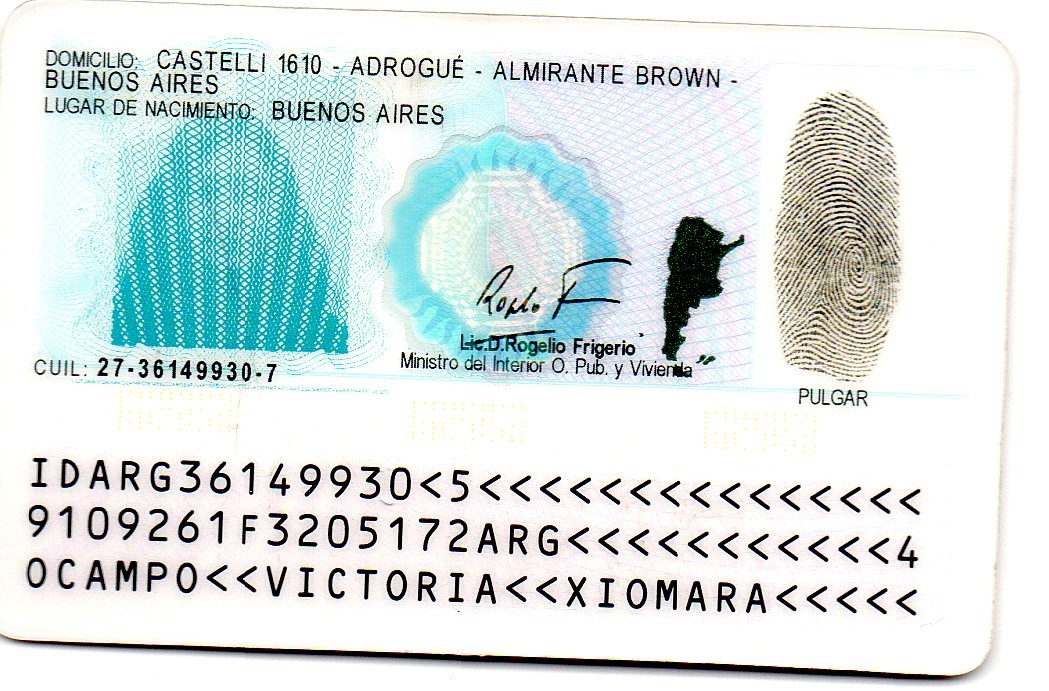 DOMICILIO: CASTELLI 1610 - ADROGUÉ - ALMIRANTE BROWN -
BUENOS AIRES
LUGAR DE NACIMIENTO: BUENOS AIRES
Lic.D.Rogelio Frigerio
Ministro del Interior O. Pub. y Vivienda
CUIL: 27-36149930-7
PULGAR
IDARG36149930<5<<<<<<<<<<<<<<<
9109261F3205172ARG<<<<<<<<<<<4
OCAMPO<<VICTORIA<<XIOMARA<<<<<